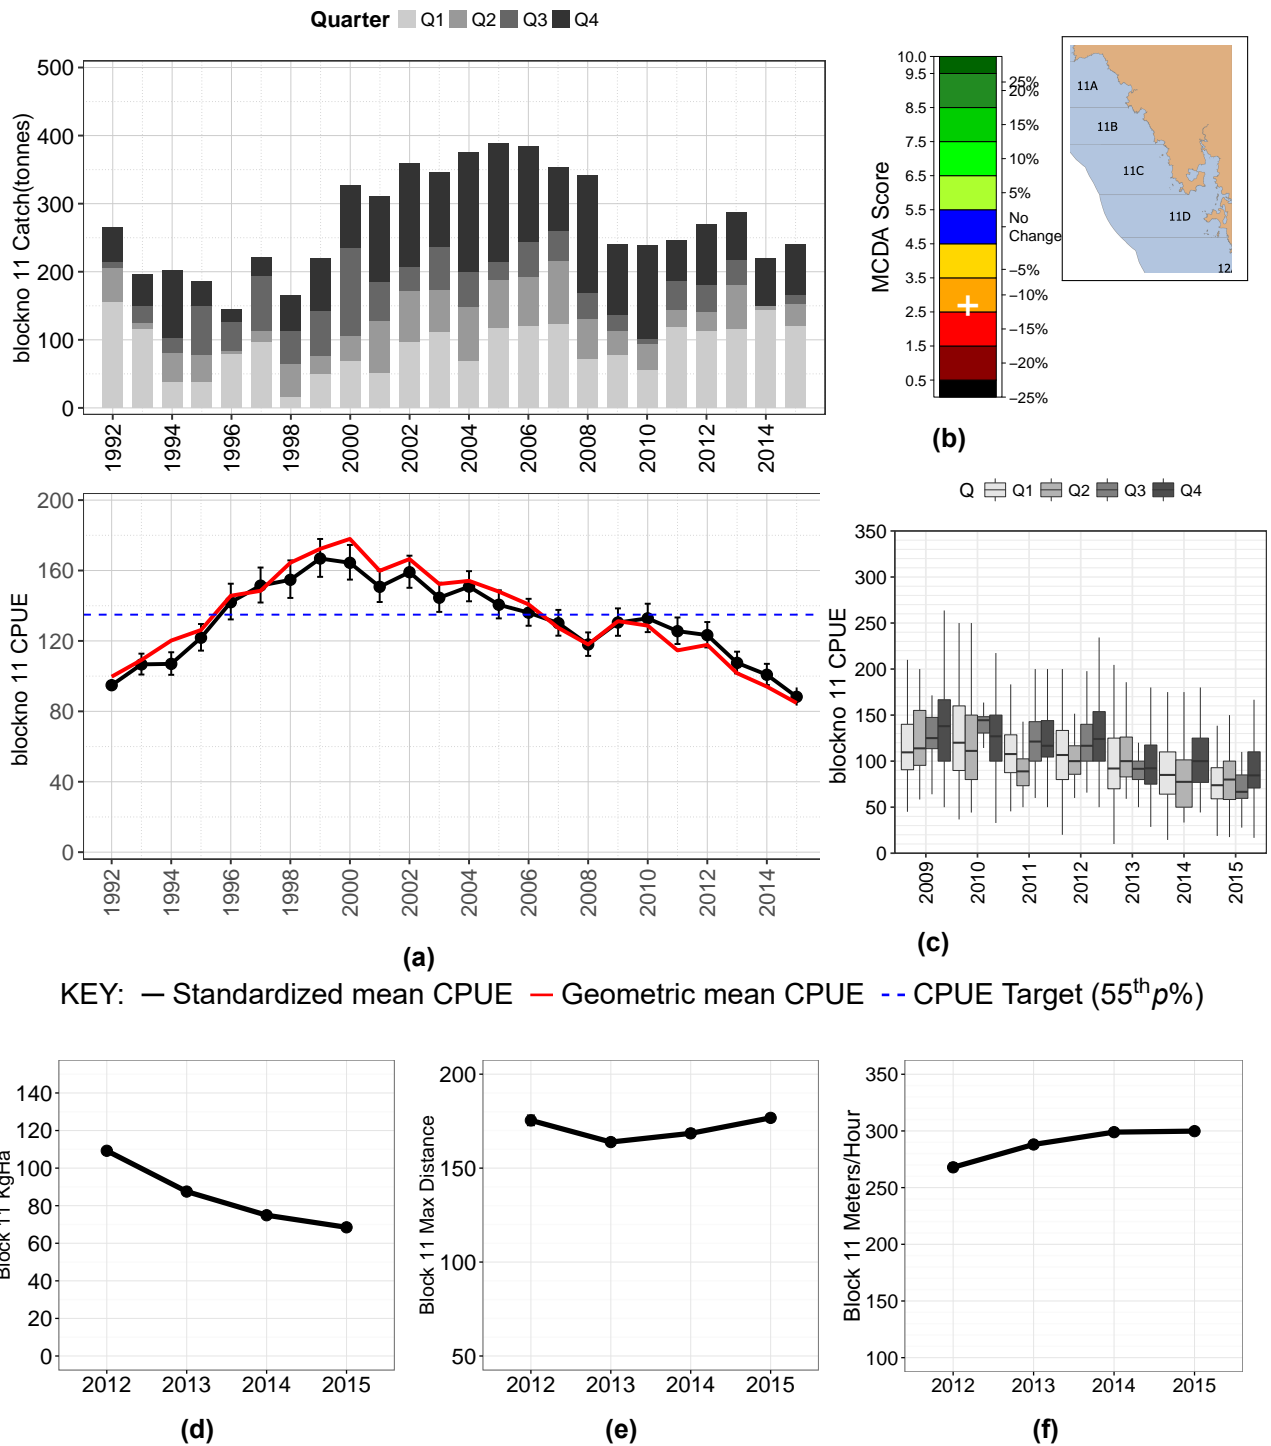 Quarter Q1 Q2 Q3 Q4
blockno 11 Catch(tonnes)
500
400
300
200
100
0
1992 1994 1996 1998 2000 2002 2004 2006 2008 2010 2012 2014
MCDA Score
10.0
9.5
8.5
7.5
6.5
5.5
4.5
3.5
2.5
1.5
0.5
25%
20%
15%
10%
5%
No
Change
−5%
−10%
−15%
−20%
−25%
(b)
11A
11B
11C
11D
12
blockno 11 CPUE
200
160
120
80
40
0
1992 1994 1996 1998 2000 2002 2004 2006 2008 2010 2012 2014
(a)
Q Q1 Q2 Q3 Q4
blockno 11 CPUE
350
300
250
200
150
100
50
0
2009 2010 2011 2012 2013 2014 2015
(c)
KEY: Standardized mean CPUE Geometric mean CPUE CPUE Target (55th p%)
Block 11 KgHa
140
120
100
80
60
40
20
0
2012 2013 2014 2015
(d)
Block 11 Max Distance
200
150
100
50
2012 2013 2014 2015
(e)
Block 11 Meters/Hour
350
300
250
200
150
100
2012 2013 2014 2015
(f)